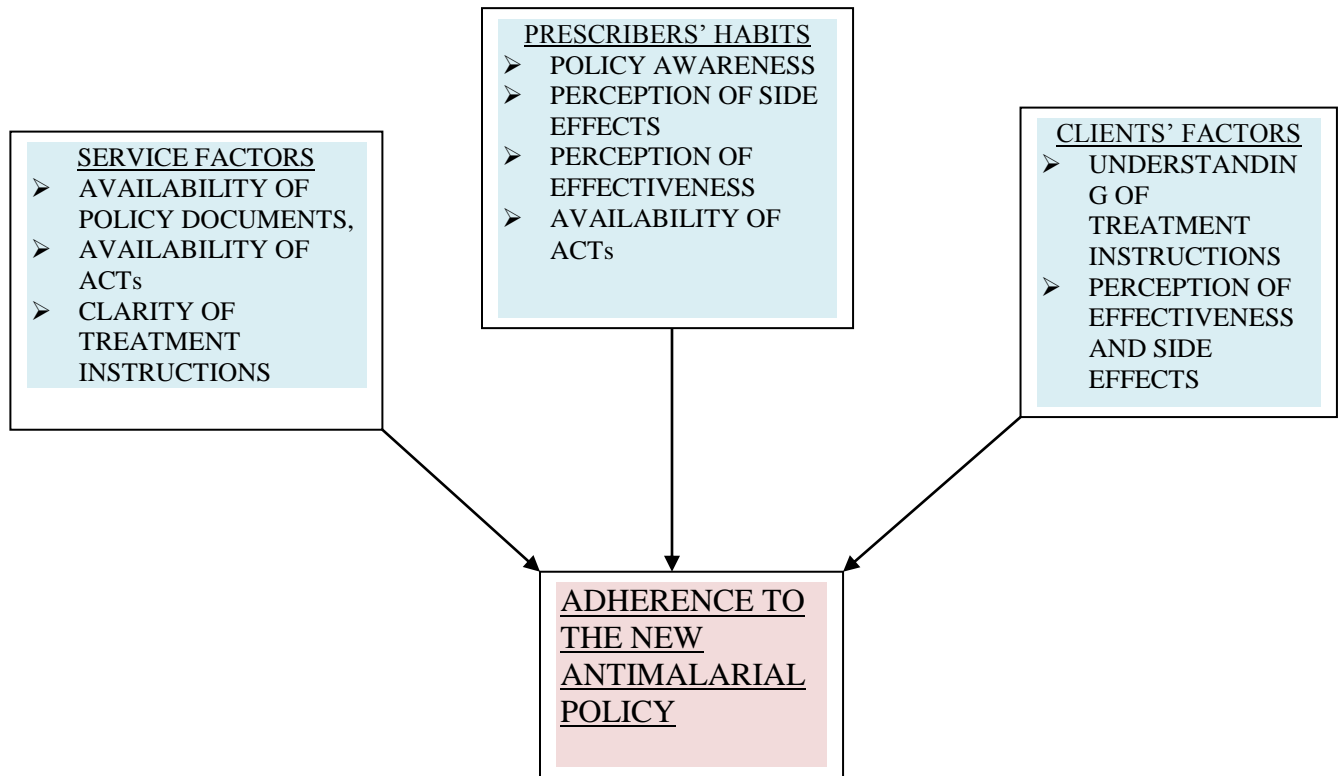 SERVICE FACTORS
➢ AVAILABILITY OF
POLICY DOCUMENTS,
➢ AVAILABILITY OF
ACTs
➢ CLARITY OF
TREATMENT
INSTRUCTIONS
PRESCRIBERS’ HABITS
➢ POLICY AWARENESS
➢ PERCEPTION OF SIDE
EFFECTS
➢ PERCEPTION OF
EFFECTIVENESS
➢ AVAILABILITY OF
ACTs
CLIENTS’ FACTORS
➢ UNDERSTANDIN
G OF
TREATMENT
INSTRUCTIONS
➢ PERCEPTION OF
EFFECTIVENESS
AND SIDE
EFFECTS
ADHERENCE TO
THE NEW
ANTIMALARIAL
POLICY